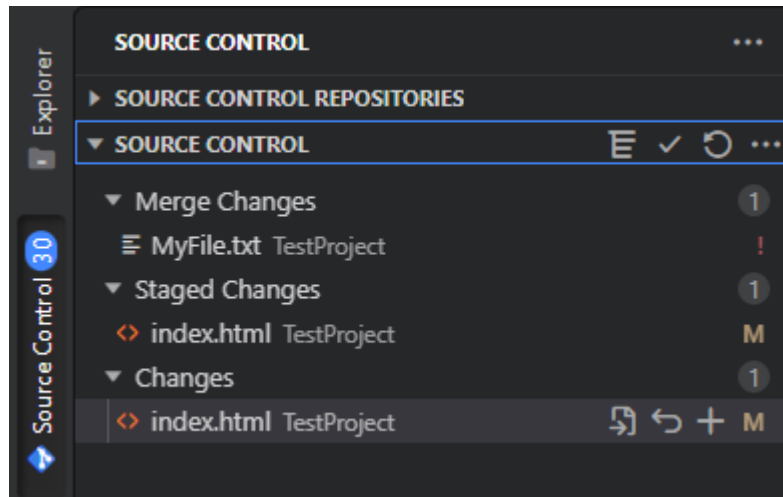 Explorer
Source Control 30
SOURCE CONTROL
SOURCE CONTROL REPOSITORIES
SOURCE CONTROL
Merge Changes 1
MyFile.txt TestProject !
Staged Changes 1
index.html TestProject M
Changes 1
index.html TestProject M